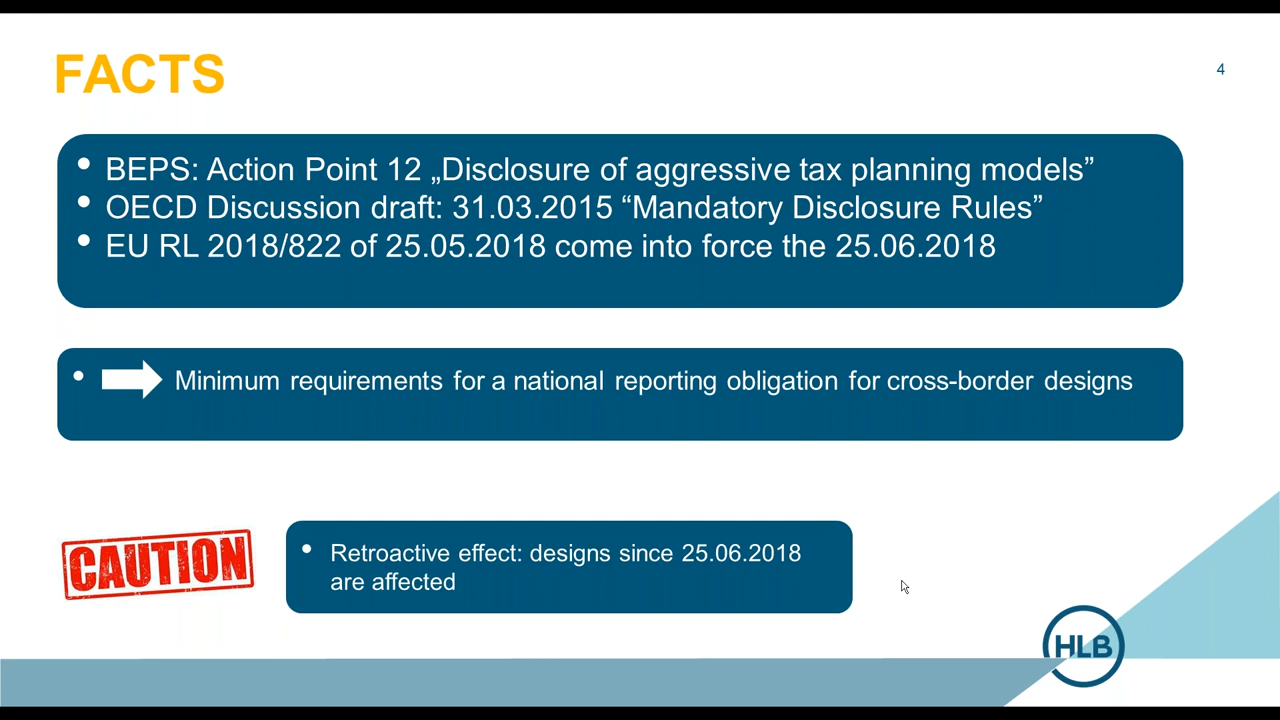 FACTS
4
• BEPS: Action Point 12 „Disclosure of aggressive tax planning models”
• OECD Discussion draft: 31.03.2015 “Mandatory Disclosure Rules”
• EU RL 2018/822 of 25.05.2018 come into force the 25.06.2018
• Minimum requirements for a national reporting obligation for cross-border designs
CAUTION
• Retroactive effect: designs since 25.06.2018
are affected
HLB